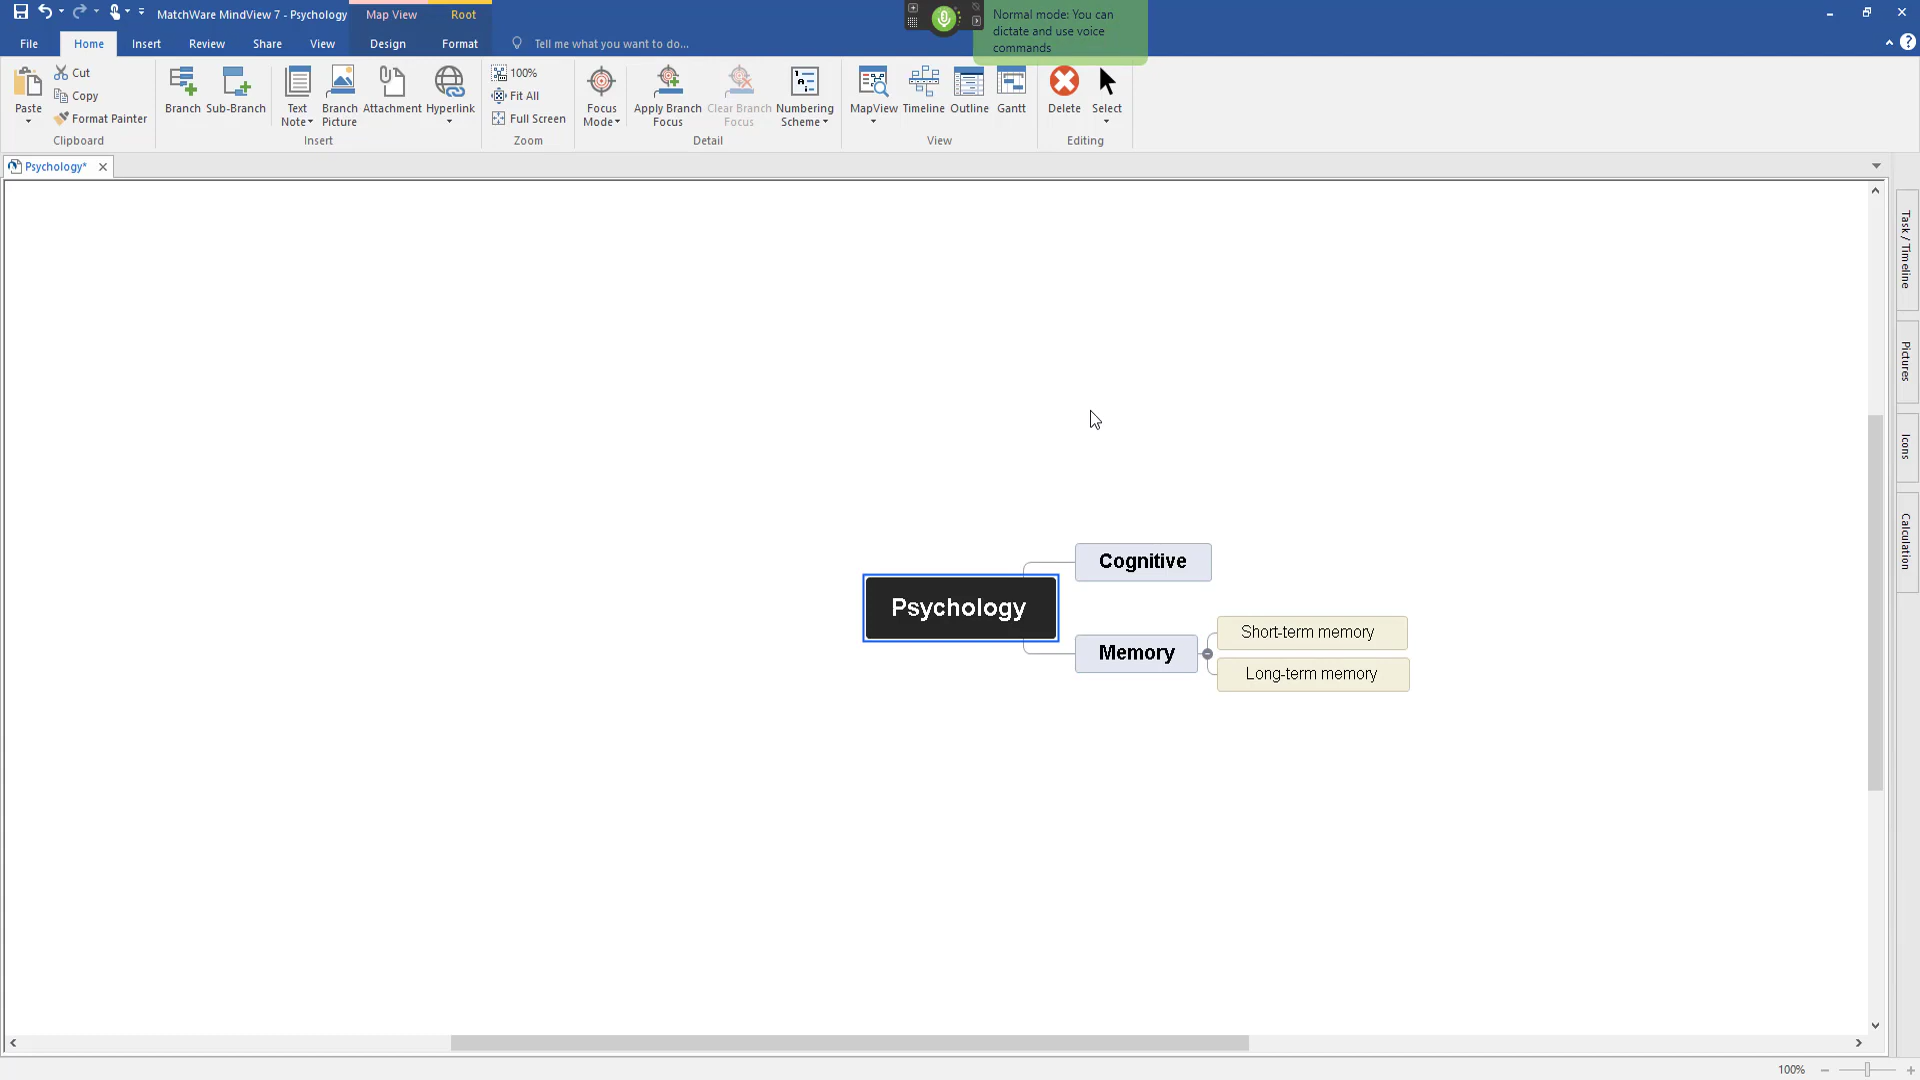 MatchWare MindView 7 - Psychology
Map View
Root
Normal mode: You can
dictate and use voice
commands
File
Home
Insert
Review
Share
View
Design
Format
Tell me what you want to do...
Paste
Cut
Copy
Format Painter
Clipboard
Branch
Sub-Branch
Text
Note
Branch
Picture
Attachment
Hyperlink
Insert
100%
Fit All
Full Screen
Zoom
Focus
Mode
Apply Branch
Focus
Clear Branch
Focus
Numbering
Scheme
Detail
MapView
Timeline
Outline
Gantt
View
Delete
Select
Editing
Psychology*
Task / Timeline
Pictures
Icons
Calculation
Psychology
Cognitive
Memory
Short-term memory
Long-term memory
100%